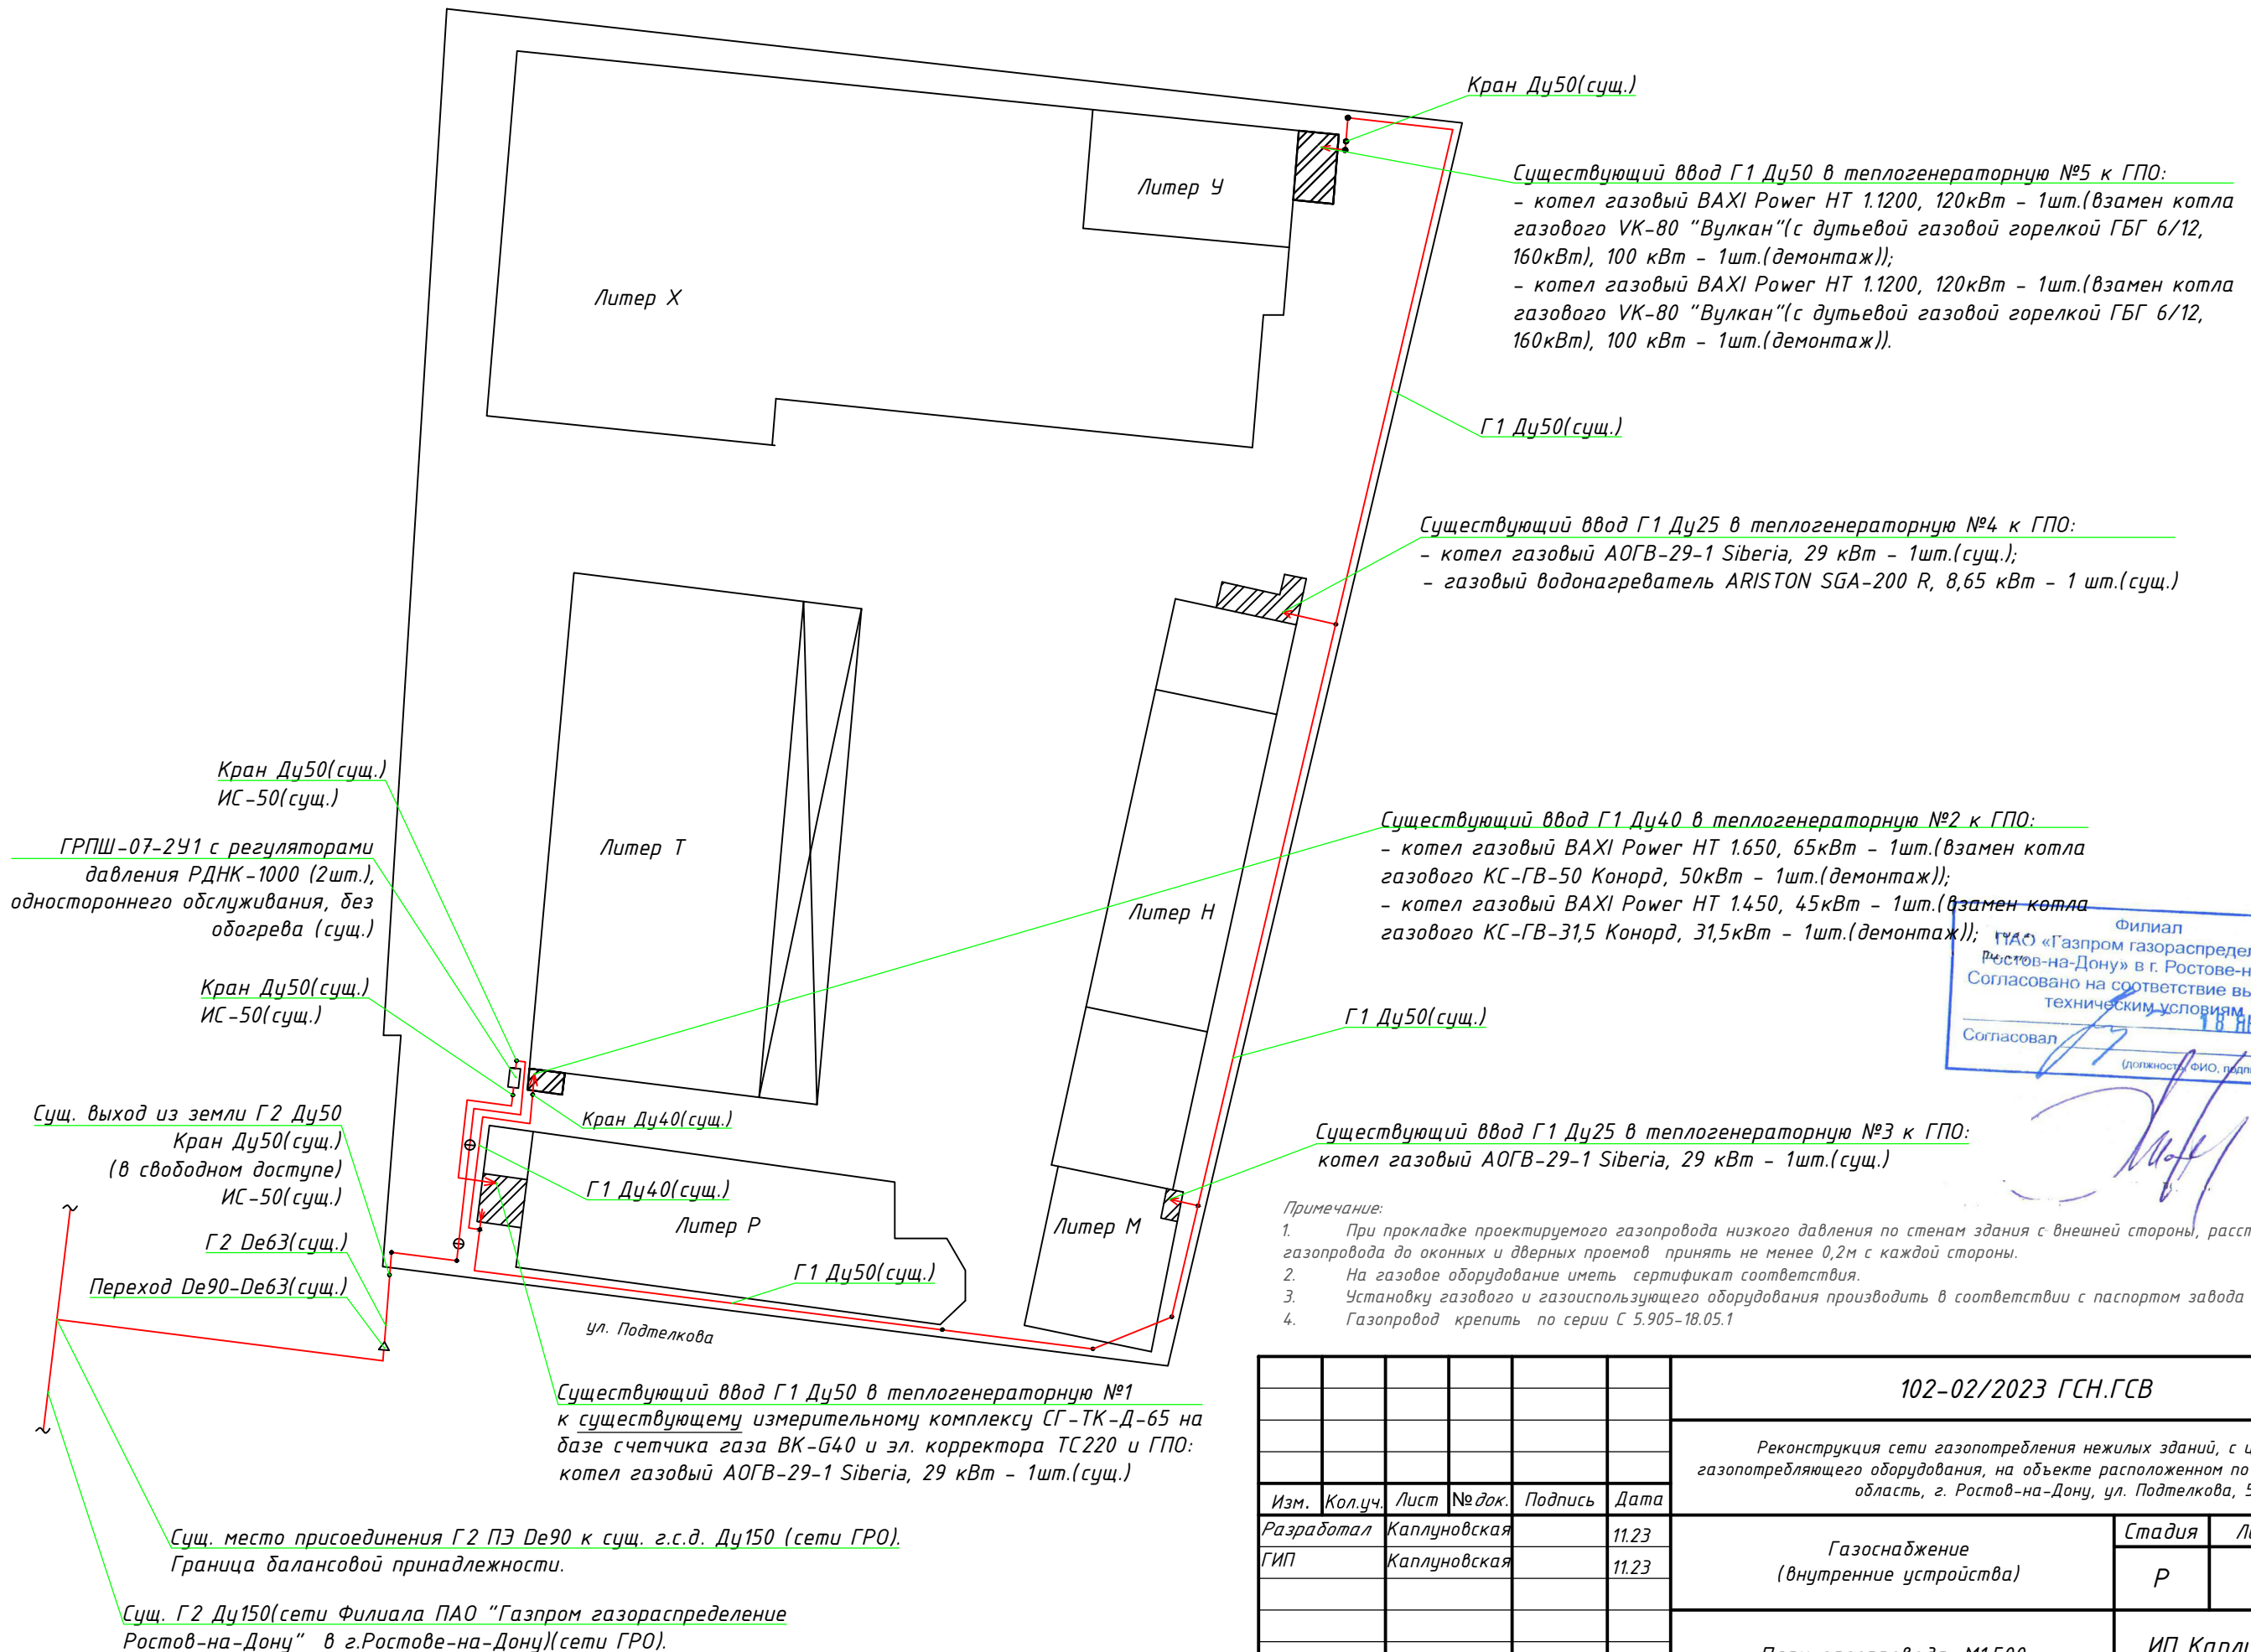 Кран Ду50(сущ.)
Существующий ввод Г1 Ду50 в теплогенераторную №5 к ГПО:
- котел газовый BAXI Power HT 1.1200, 120кВт - 1шт.(взамен котла
газового VK-80 "Вулкан"(с дутьевой газовой горелкой ГБГ 6/12,
160кВт), 100 кВт - 1шт.(демонтаж));
- котел газовый BAXI Power HT 1.1200, 120кВт - 1шт.(взамен котла
газового VK-80 "Вулкан"(с дутьевой газовой горелкой ГБГ 6/12,
160кВт), 100 кВт - 1шт.(демонтаж)).
Литер У
Литер Х
Г1 Ду50(сущ.)
Существующий ввод Г1 Ду25 в теплогенераторную №4 к ГПО:
- котел газовый АОГВ-29-1 Siberia, 29 кВт - 1шт.(сущ.);
- газовый водонагреватель ARISTON SGA-200 R, 8,65 кВт - 1 шт.(сущ.)
Кран Ду50(сущ.)
ИС-50(сущ.)
ГРПШ-07-2У1 с регуляторами
давления РДНК-1000 (2шт.),
одностороннего обслуживания, без
обогрева (сущ.)
Кран Ду50(сущ.)
ИС-50(сущ.)
Литер Т
Литер Н
Существующий ввод Г1 Ду40 в теплогенераторную №2 к ГПО:
- котел газовый BAXI Power HT 1.650, 65кВт - 1шт.(взамен котла
газового КС-ГВ-50 Конорд, 50кВт - 1шт.(демонтаж));
- котел газовый BAXI Power HT 1.450, 45кВт - 1шт.(взамен котла
газового КС-ГВ-31,5 Конорд, 31,5кВт - 1шт.(демонтаж));
Филиал
ПАО «Газпром газораспреде
Ростов-на-Дону» в г. Ростове-н
Согласовано на соответствие вы
техническим условиям
18
Согласовал
(должность, ФИО, подп
Г1 Ду50(сущ.)
Сущ. выход из земли Г2 Ду50
Кран Ду50(сущ.)
(в свободном доступе)
ИС-50(сущ.)
Г2 De63(сущ.)
Переход De90-De63(сущ.)
Кран Ду40(сущ.)
Г1 Ду40(сущ.)
Литер Р
Г1 Ду50(сущ.)
ул. Подтелкова
Литер М
Существующий ввод Г1 Ду25 в теплогенераторную №3 к ГПО:
котел газовый АОГВ-29-1 Siberia, 29 кВт - 1шт.(сущ.)
Примечание:
1. При прокладке проектируемого газопровода низкого давления по стенам здания с внешней стороны, расст
газопровода до оконных и дверных проемов принять не менее 0,2м с каждой стороны.
2. На газовое оборудование иметь сертификат соответствия.
3. Установку газового и газоиспользующего оборудования производить в соответствии с паспортом завода
4. Газопровод крепить по серии С 5.905-18.05.1
Существующий ввод Г1 Ду50 в теплогенераторную №1
к существующему измерительному комплексу СГ-ТК-Д-65 на
базе счетчика газа ВК-G40 и эл. корректора ТС220 и ГПО:
котел газовый АОГВ-29-1 Siberia, 29 кВт - 1шт.(сущ.)
Сущ. место присоединения Г2 ПЭ De90 к сущ. г.с.д. Ду150 (сети ГРО).
Граница балансовой принадлежности.
Сущ. Г2 Ду150(сети Филиала ПАО "Газпром газораспределение
Ростов-на-Дону" в г.Ростове-на-Дону)(сети ГРО).
102-02/2023 ГСН.ГСВ
Реконструкция сети газопотребления нежилых зданий, с
газопотребляющего оборудования, на объекте расположенном по
область, г. Ростов-на-Дону, ул. Подтелкова,
Изм. Кол.уч. Лист №док. Подпись Дата
Разработал Каплуновская 11.23
ГИП Каплуновская 11.23
Газоснабжение
(внутренние устройства)
Стадия
Р
ИП